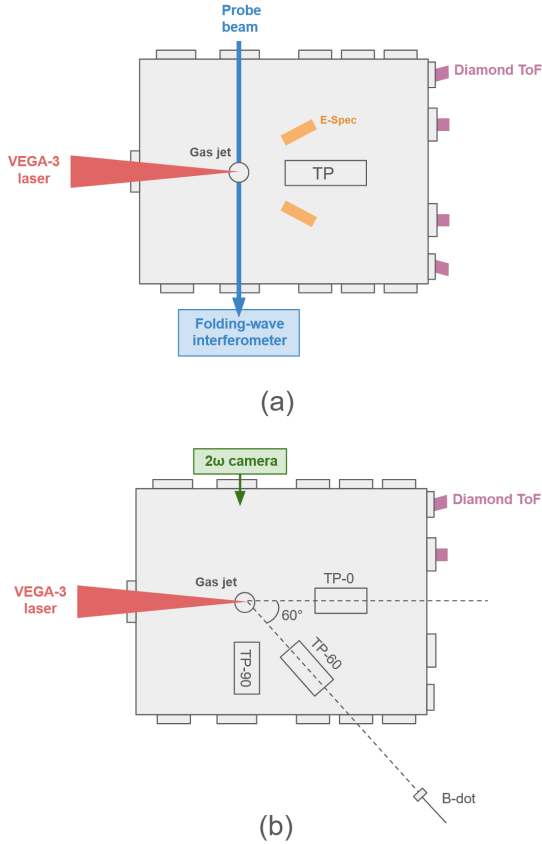 Probe
beam
Diamond ToF
E-Spec
Gas jet
VEGA-3
laser
TP
Folding-wave
interferometer
(a)
2ω camera
Diamond ToF
TP-0
Gas jet
VEGA-3
laser
60°
TP-60
TP-90
B-dot
(b)